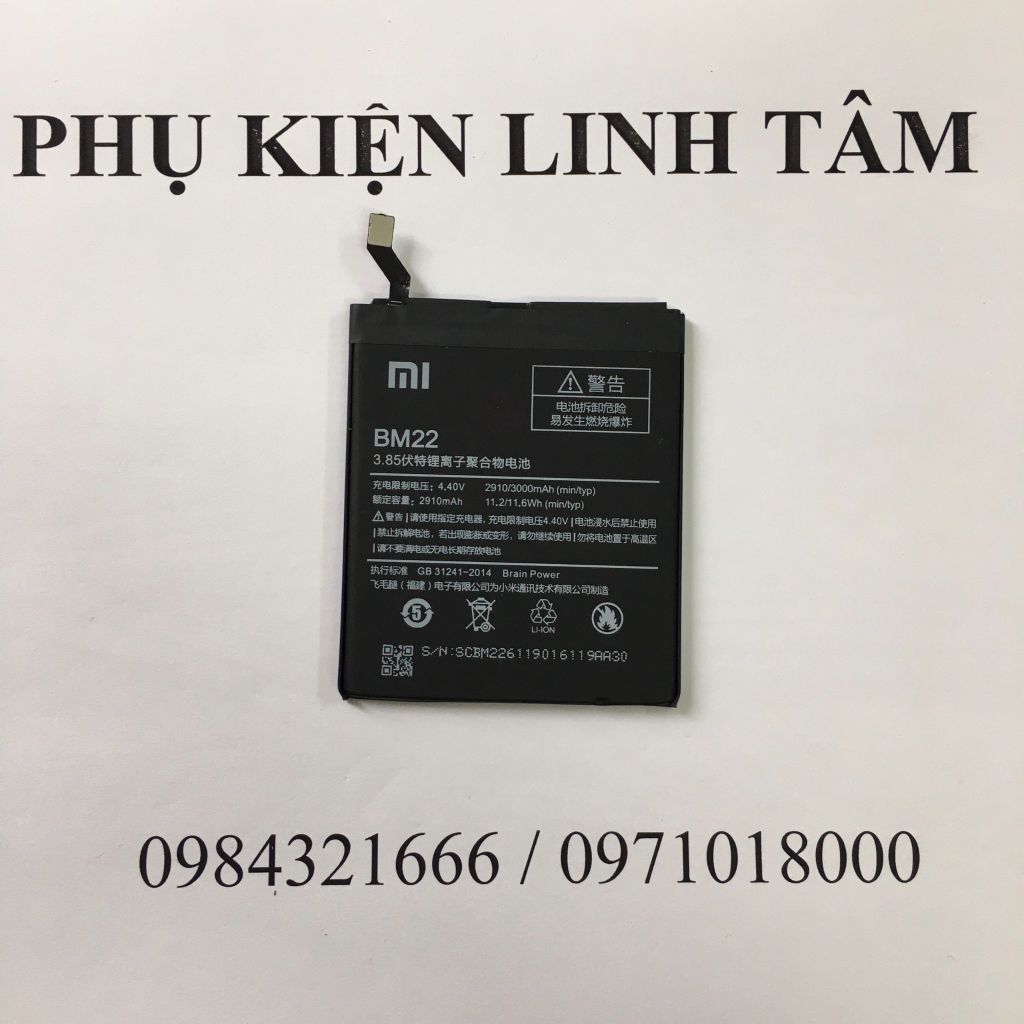 PHỤ KIỆN LINH TÂM
MI
警告
电池拆卸危险
易发生燃烧爆炸
BM22
3.85伏特锂离子聚合物电池
充电限制电压：4.40V 2910/3000mAh (min/typ)
额定容量：2910mAh 11.2/11.6Wh (min/typ)
警告 | 请使用指定充电器，充电限制电压4.40V | 电池浸水后禁止使用
| 禁止拆解电池，若出现膨胀或变形，请勿继续使用 | 勿将电池置于高温区
| 请不要满电或无电长期存放电池
执行标准 GB 31241-2014 Brain Power
飞毛腿（福建）电子有限公司为小米通讯技术有限公司制造
5
LI-ION
S/N:SCBM226119016119AA30
0984321666 / 0971018000